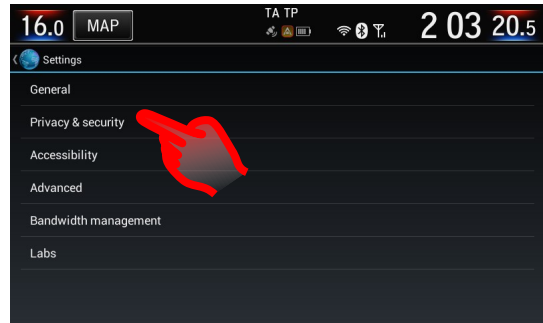 16.0 MAP TA TP 2 03 20.5
Settings
General
Privacy & security
Accessibility
Advanced
Bandwidth management
Labs